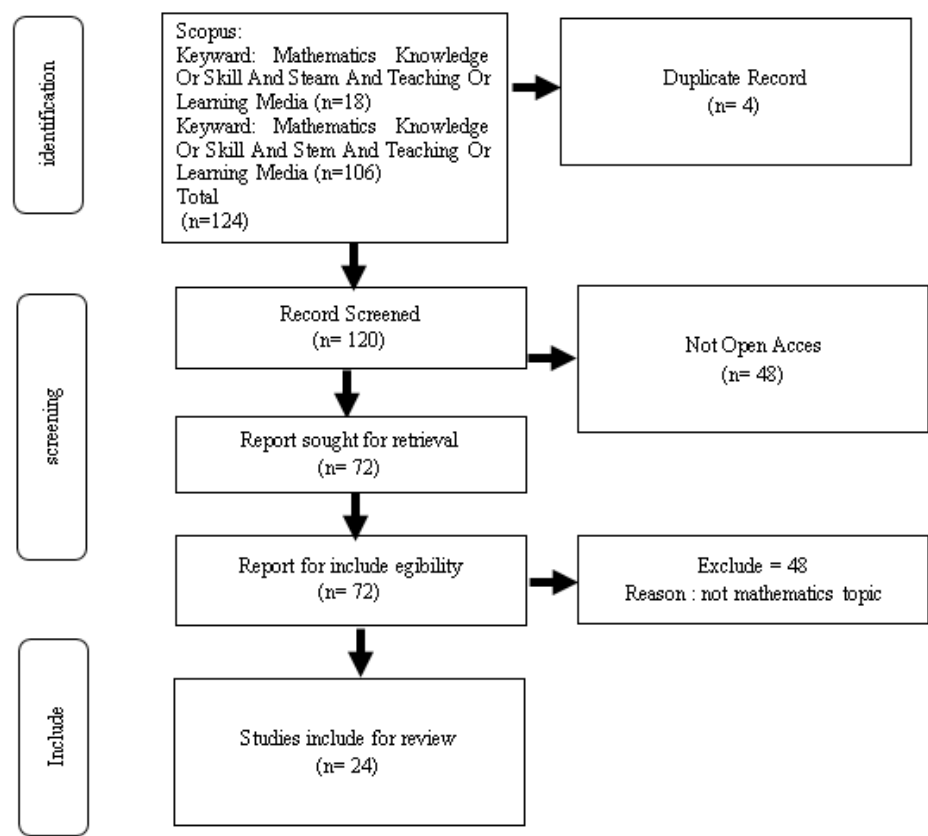 identification
Scopus:
Keyward: Mathematics Knowledge
Or Skill And Steam And Teaching Or
Learning Media (n=18)
Keyward: Mathematics Knowledge
Or Skill And Stem And Teaching Or
Learning Media (n=106)
Total
(n=124)
Duplicate Record
(n= 4)
screening
Record Screened
(n= 120)
Not Open Acces
(n= 48)
Report sought for retrieval
(n= 72)
Report for include egibility
(n= 72)
Exclude = 48
Reason : not mathematics topic
Include
Studies include for review
(n= 24)